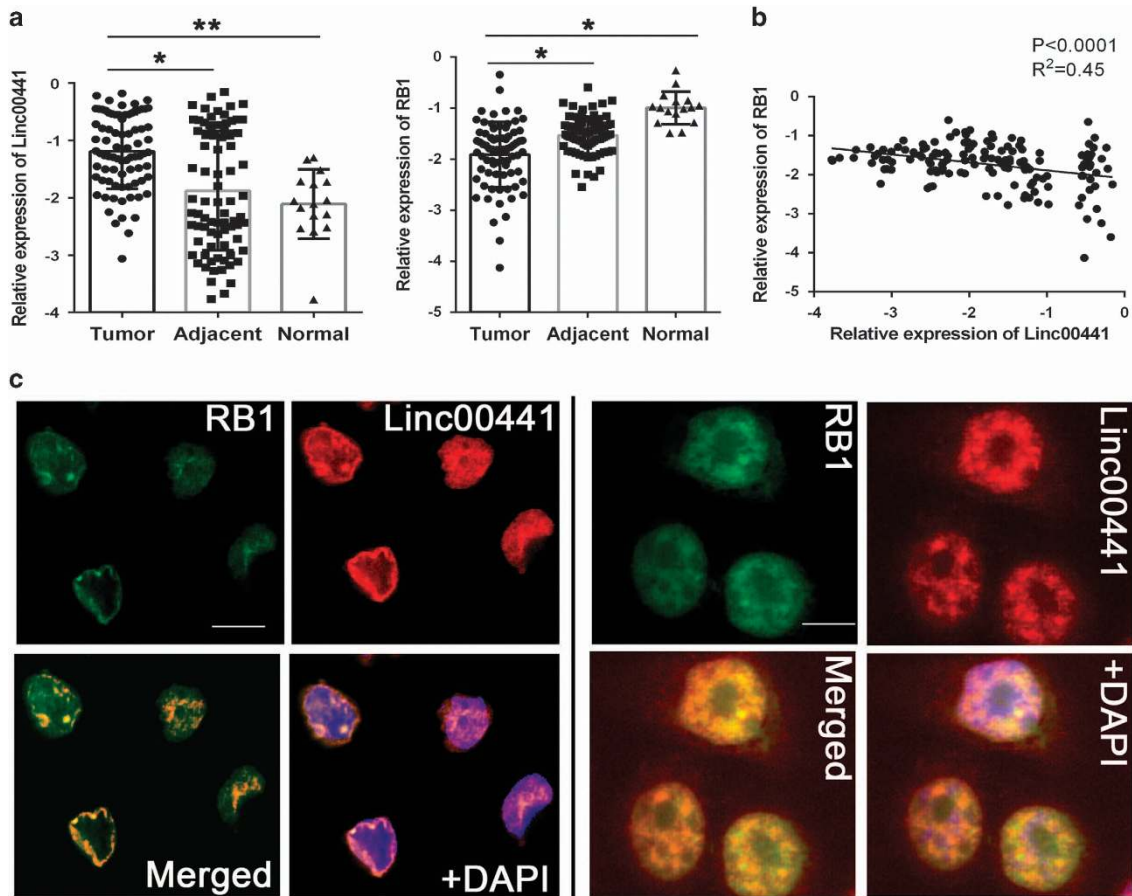 a
**
*
Relative expression of Linc00441
0
-1
-2
-3
-4
Tumor Adjacent Normal
*
*
Relative expression of RB1
0
-1
-2
-3
-4
-5
Tumor Adjacent Normal
b
P<0.0001
R²=0.45
Relative expression of RB1
-1
-1
-2
-2
-4
-5
-4 -3 -2 -1 0
Relative expression of Linc00441
c
RB1
Linc00441
Merged
+DAPI
RB1
Linc00441
Merged
+DAPI